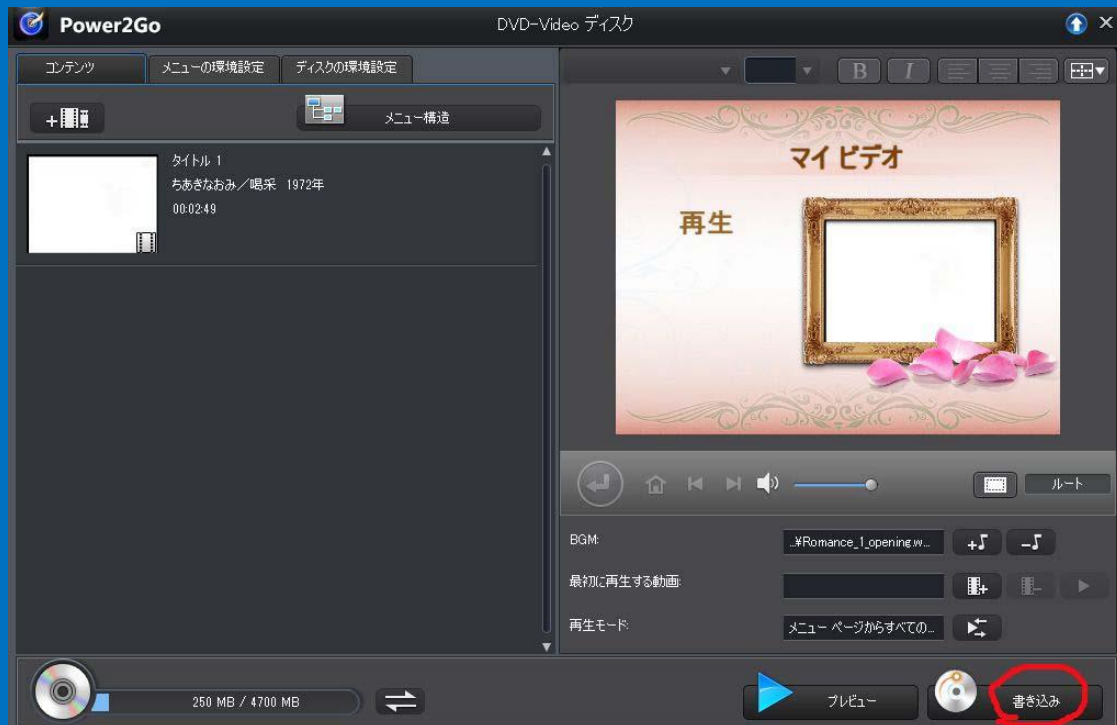 Power2Go
DVD-Video ディスク
コンテンツ
メニューの環境設定
ディスクの環境設定
メニュー構造
タイトル 1
ちあきなおみ／喝采 1972年
00:02:49
B
I
マイ ビデオ
再生
ルート
BGM:
..¥Romance_1_opening.w...
最初に再生する動画:
再生モード:
メニュー ページからすべての...
250 MB / 4700 MB
プレビュー
書き込み